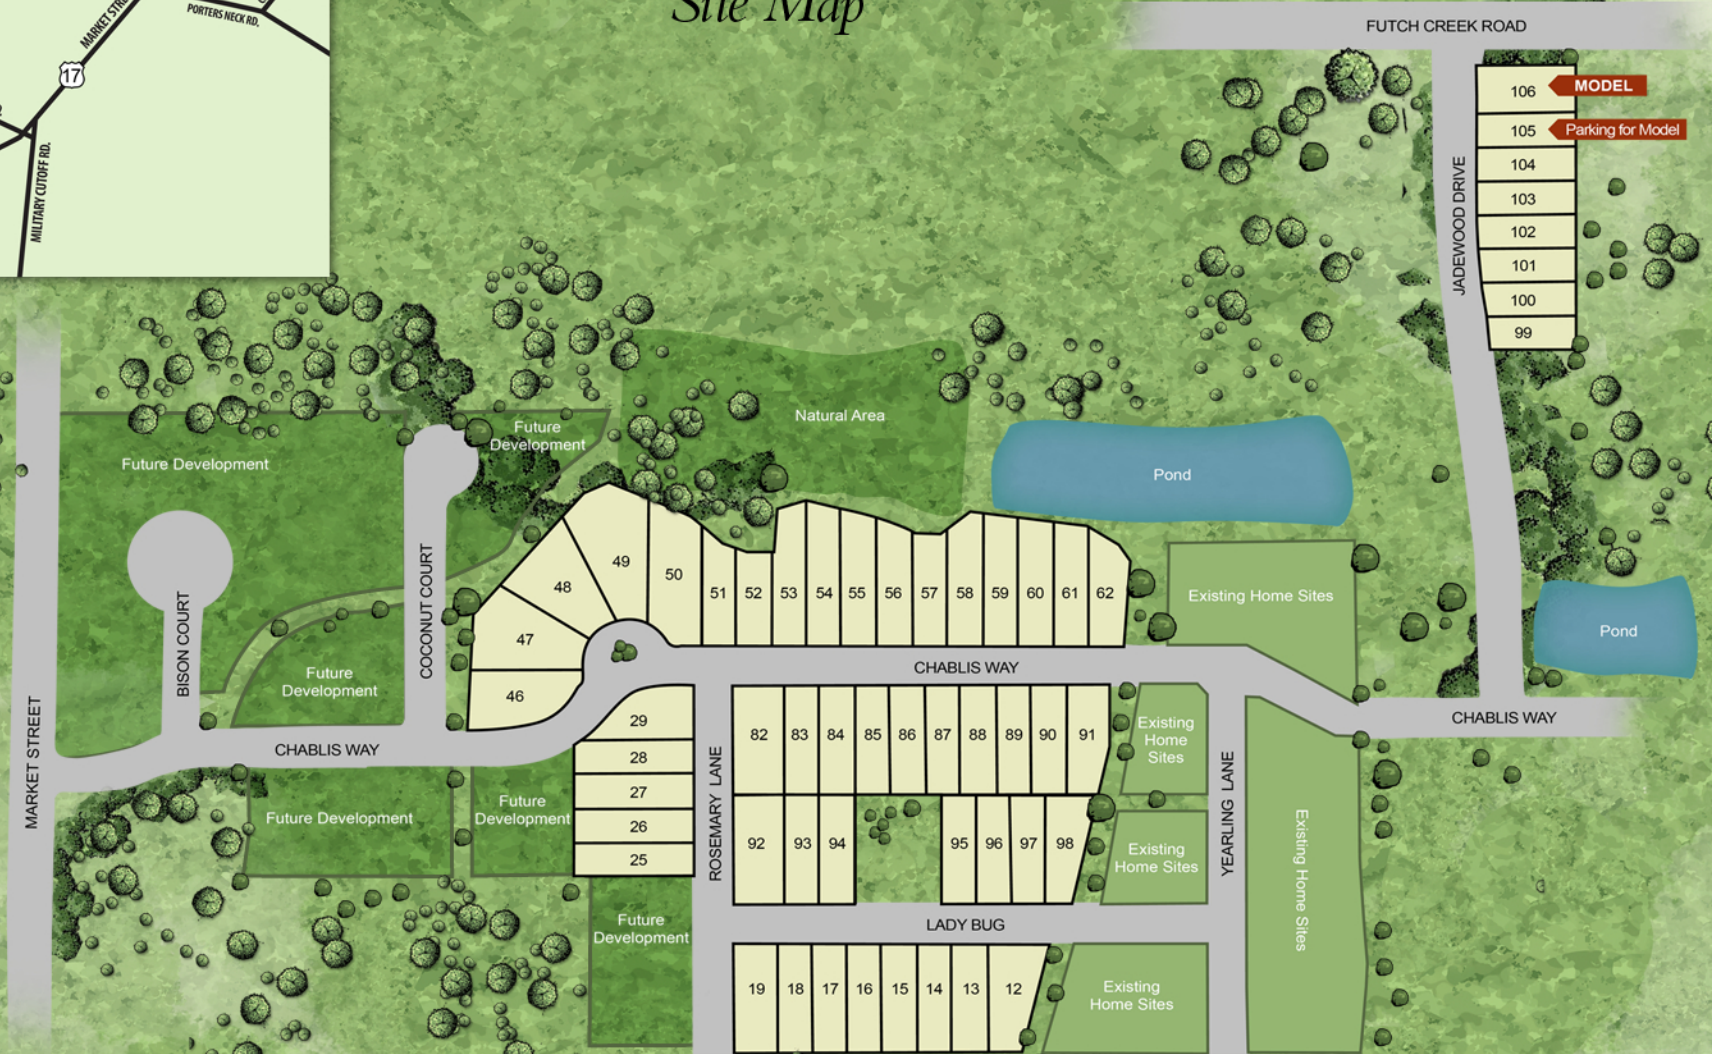 Site Map
PORTERS NECK RD.
MARKET STRE
17
MILITARY CUTOFF RD.
FUTCH CREEK ROAD
106
MODEL
105
Parking for Model
104
103
102
101
100
99
JADEWOOD DRIVE
Natural Area
Future
Development
Future Development
Pond
Pond
49
50
48
51
52
53
54
55
56
57
58
59
60
61
62
47
46
Existing Home Sites
COCONUT COURT
BISON COURT
Future
Development
CHABLIS WAY
CHABLIS WAY
CHABLIS WAY
MARKET STREET
29
28
27
26
25
ROSEMARY LANE
82
83
84
85
86
87
88
89
90
91
Existing
Home
Sites
YEARLING LANE
Future Development
Future
Development
92
93
94
95
96
97
98
Existing
Home Sites
Existing Home Sites
Future
Development
LADY BUG
19
18
17
16
15
14
13
12
Existing
Home Sites